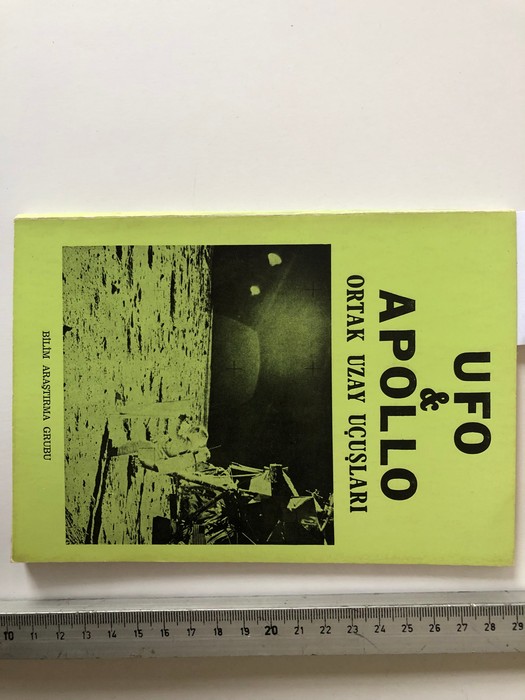 UFO
&
APOLLO
ORTAK UZAY UÇUŞLARI
BİLİM ARAŞTIRMA GRUBU
10 11 12 13 14 15 16 17 18 19 20 21 22 23 24 25 26 27 28 29